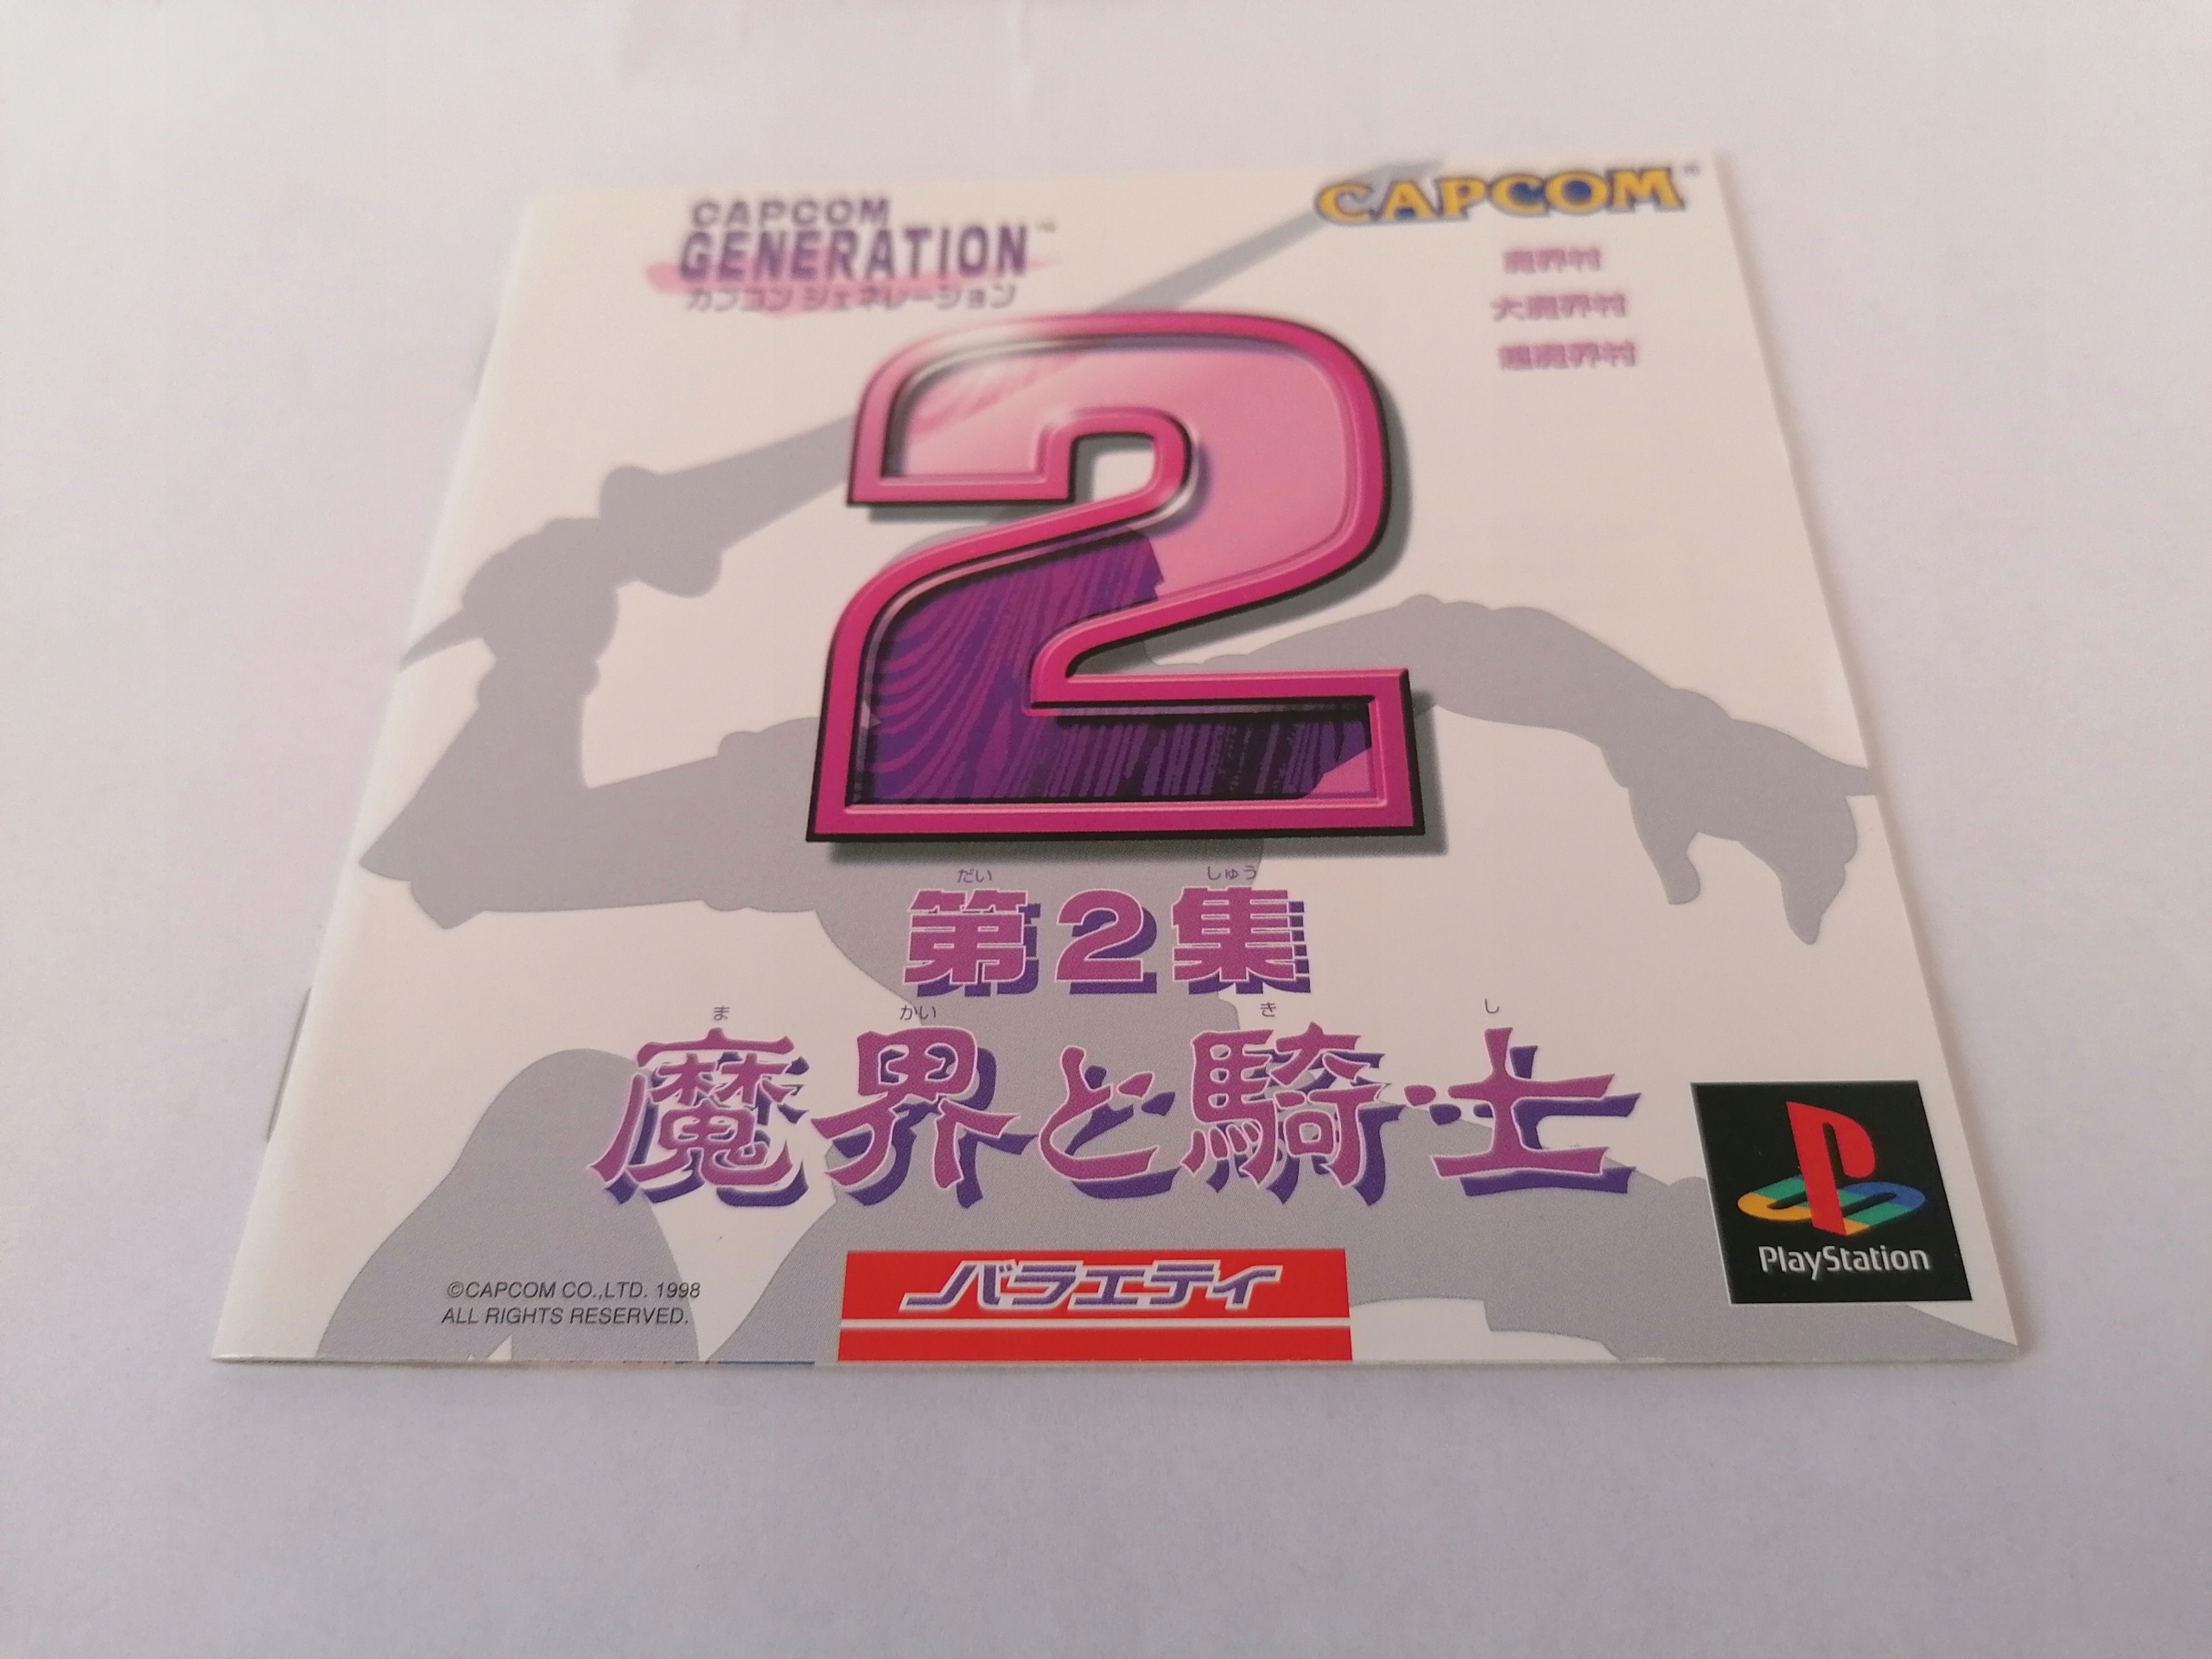 CAPCOM
GENERATION™
カプコン ジェネレーション
CAPCOM®
魔界村
大魔界村
超魔界村
2
だい しゅう
第2集
ま かい き し
魔界と騎士
バラエティ
©CAPCOM CO.,LTD. 1998
ALL RIGHTS RESERVED.
PlayStation